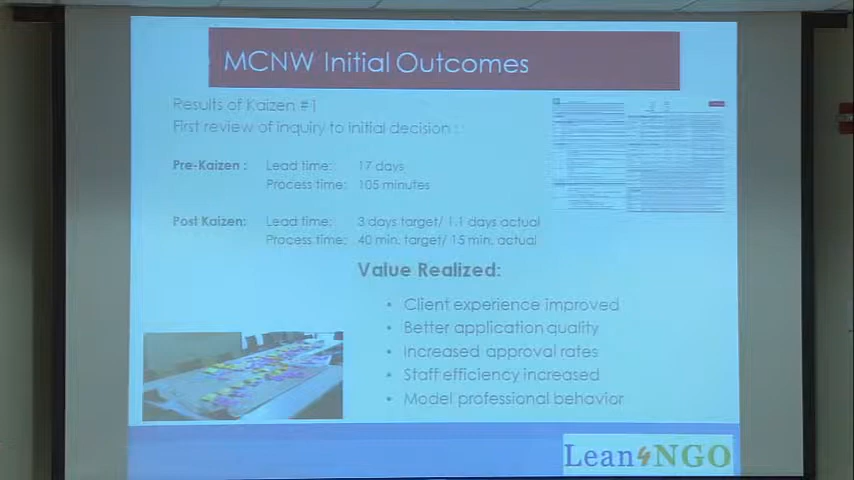 MCNW Initial Outcomes
Results of Kaizen #1
First review of inquiry to initial decision :
Pre-Kaizen : Lead time: 17 days
Process time: 105 minutes
Post Kaizen: Lead time: 3 days target/ 1.1 days actual
Process time: 40 min. target/ 15 min. actual
Value Realized:
• Client experience improved
• Better application quality
• Increased approval rates
• Staff efficiency increased
• Model professional behavior
Lean4NGO